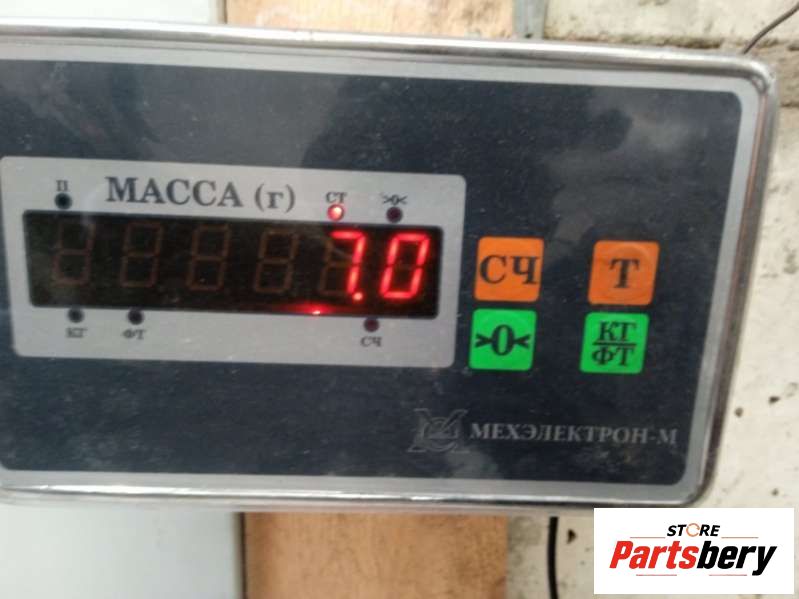 П МАССА (г) СТ >0<
7.0
КГ ФТ СЧ
СЧ Т
>0< КГ/ФТ
МЕХЭЛЕКТРОН-М
STORE
Partsbery